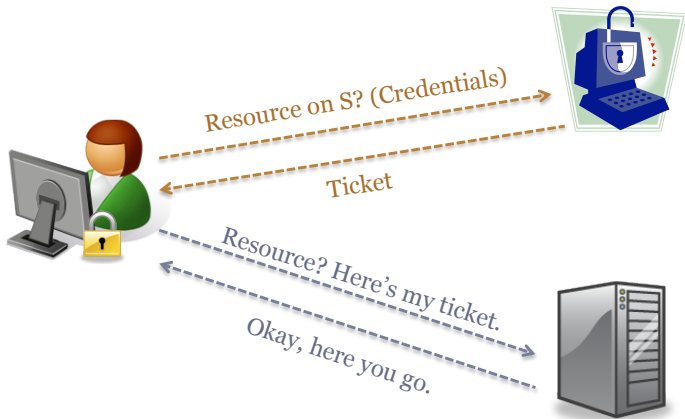 Resource on S? (Credentials)
Ticket
Resource? Here’s my ticket.
Okay, here you go.